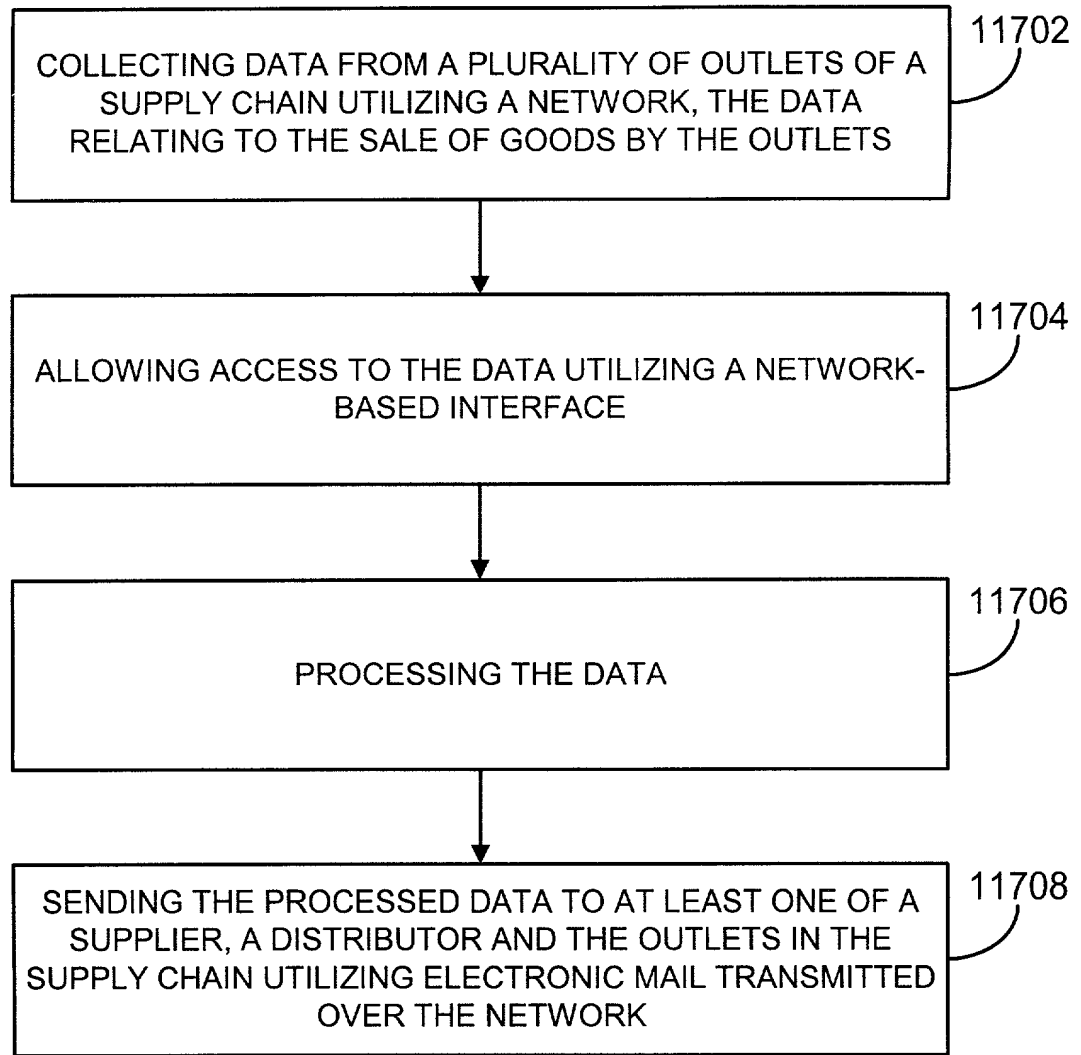 11702
COLLECTING DATA FROM A PLURALITY OF OUTLETS OF A
SUPPLY CHAIN UTILIZING A NETWORK, THE DATA
RELATING TO THE SALE OF GOODS BY THE OUTLETS
11704
ALLOWING ACCESS TO THE DATA UTILIZING A NETWORK-
BASED INTERFACE
11706
PROCESSING THE DATA
11708
SENDING THE PROCESSED DATA TO AT LEAST ONE OF A
SUPPLIER, A DISTRIBUTOR AND THE OUTLETS IN THE
SUPPLY CHAIN UTILIZING ELECTRONIC MAIL TRANSMITTED
OVER THE NETWORK